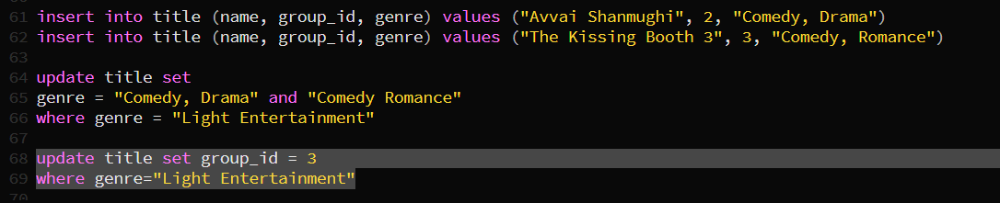 61 insert into title (name, group_id, genre) values ("Avvai Shanmughi", 2, "Comedy, Drama")
62 insert into title (name, group_id, genre) values ("The Kissing Booth 3", 3, "Comedy, Romance")
63
64 update title set
65 genre = "Comedy, Drama" and "Comedy Romance"
66 where genre = "Light Entertainment"
67
68 update title set group_id = 3
69 where genre="Light Entertainment"
70